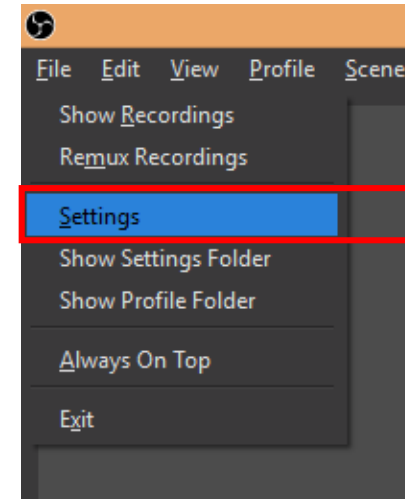 File Edit View Profile Scene
Show Recordings
Remux Recordings
Settings
Show Settings Folder
Show Profile Folder
Always On Top
Exit